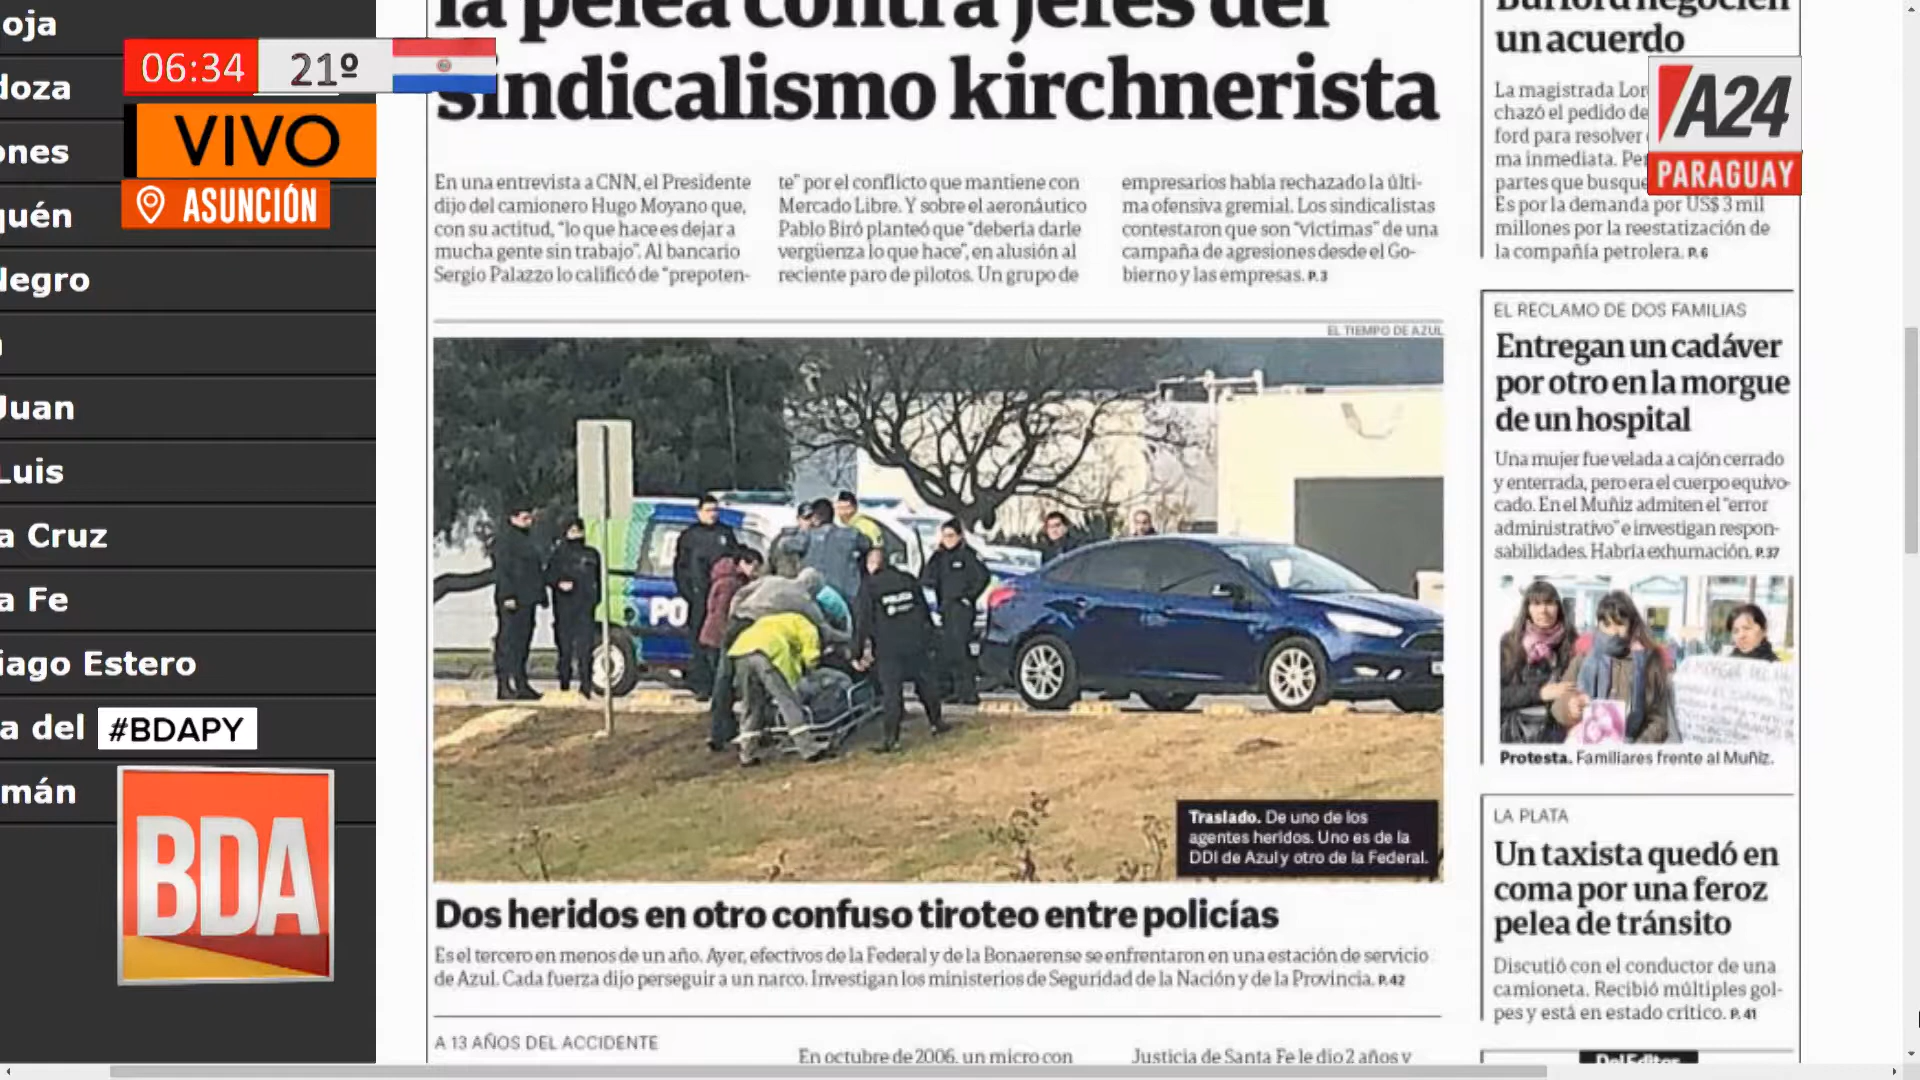 oja
doza
ones
quén
Negro
Juan
Luis
a Cruz
a Fe
iago Estero
a del
mán
06:34 21º
VIVO
ASUNCIÓN
#BDAPY
BDA
A24
PARAGUAY
la pelea contra jefes del
sindicalismo kirchnerista
En una entrevista a CNN, el Presidente
dijo del camionero Hugo Moyano que,
con su actitud, "lo que hace es dejar a
mucha gente sin trabajo". Al bancario
Sergio Palazzo lo calificó de "prepoten-
te" por el conflicto que mantiene con
Mercado Libre. Y sobre el aeronáutico
Pablo Biró planteó que "debería darle
vergüenza lo que hace", en alusión al
reciente paro de pilotos. Un grupo de
empresarios había rechazado la últi-
ma ofensiva gremial. Los sindicalistas
contestaron que son "víctimas" de una
campaña de agresiones desde el Go-
bierno y las empresas. P.3
EL TIEMPO DE AZUL
PO
POLICIA
Traslado. De uno de los
agentes heridos. Uno es de la
DDI de Azul y otro de la Federal.
Dos heridos en otro confuso tiroteo entre policías
Es el tercero en menos de un año. Ayer, efectivos de la Federal y de la Bonaerense se enfrentaron en una estación de servicio
de Azul. Cada fuerza dijo perseguir a un narco. Investigan los ministerios de Seguridad de la Nación y de la Provincia. P.42
A 13 AÑOS DEL ACCIDENTE
En octubre de 2006, un micro con
Justicia de Santa Fe le dio 2 años y
Burford negocien
un acuerdo
La magistrada Lor
chazó el pedido de
ford para resolver
ma inmediata. Pe
partes que busque
Es por la demanda por US$ 3 mil
millones por la reestatización de
la compañía petrolera. P.6
EL RECLAMO DE DOS FAMILIAS
Entregan un cadáver
por otro en la morgue
de un hospital
Una mujer fue velada a cajón cerrado
y enterrada, pero era el cuerpo equivo-
cado. En el Muñiz admiten el "error
administrativo" e investigan respon-
sabilidades. Habría exhumación. P.37
Protesta. Familiares frente al Muñiz.
LA PLATA
Un taxista quedó en
coma por una feroz
pelea de tránsito
Discutió con el conductor de una
camioneta. Recibió múltiples gol-
pes y está en estado crítico. P.41
Del Editor